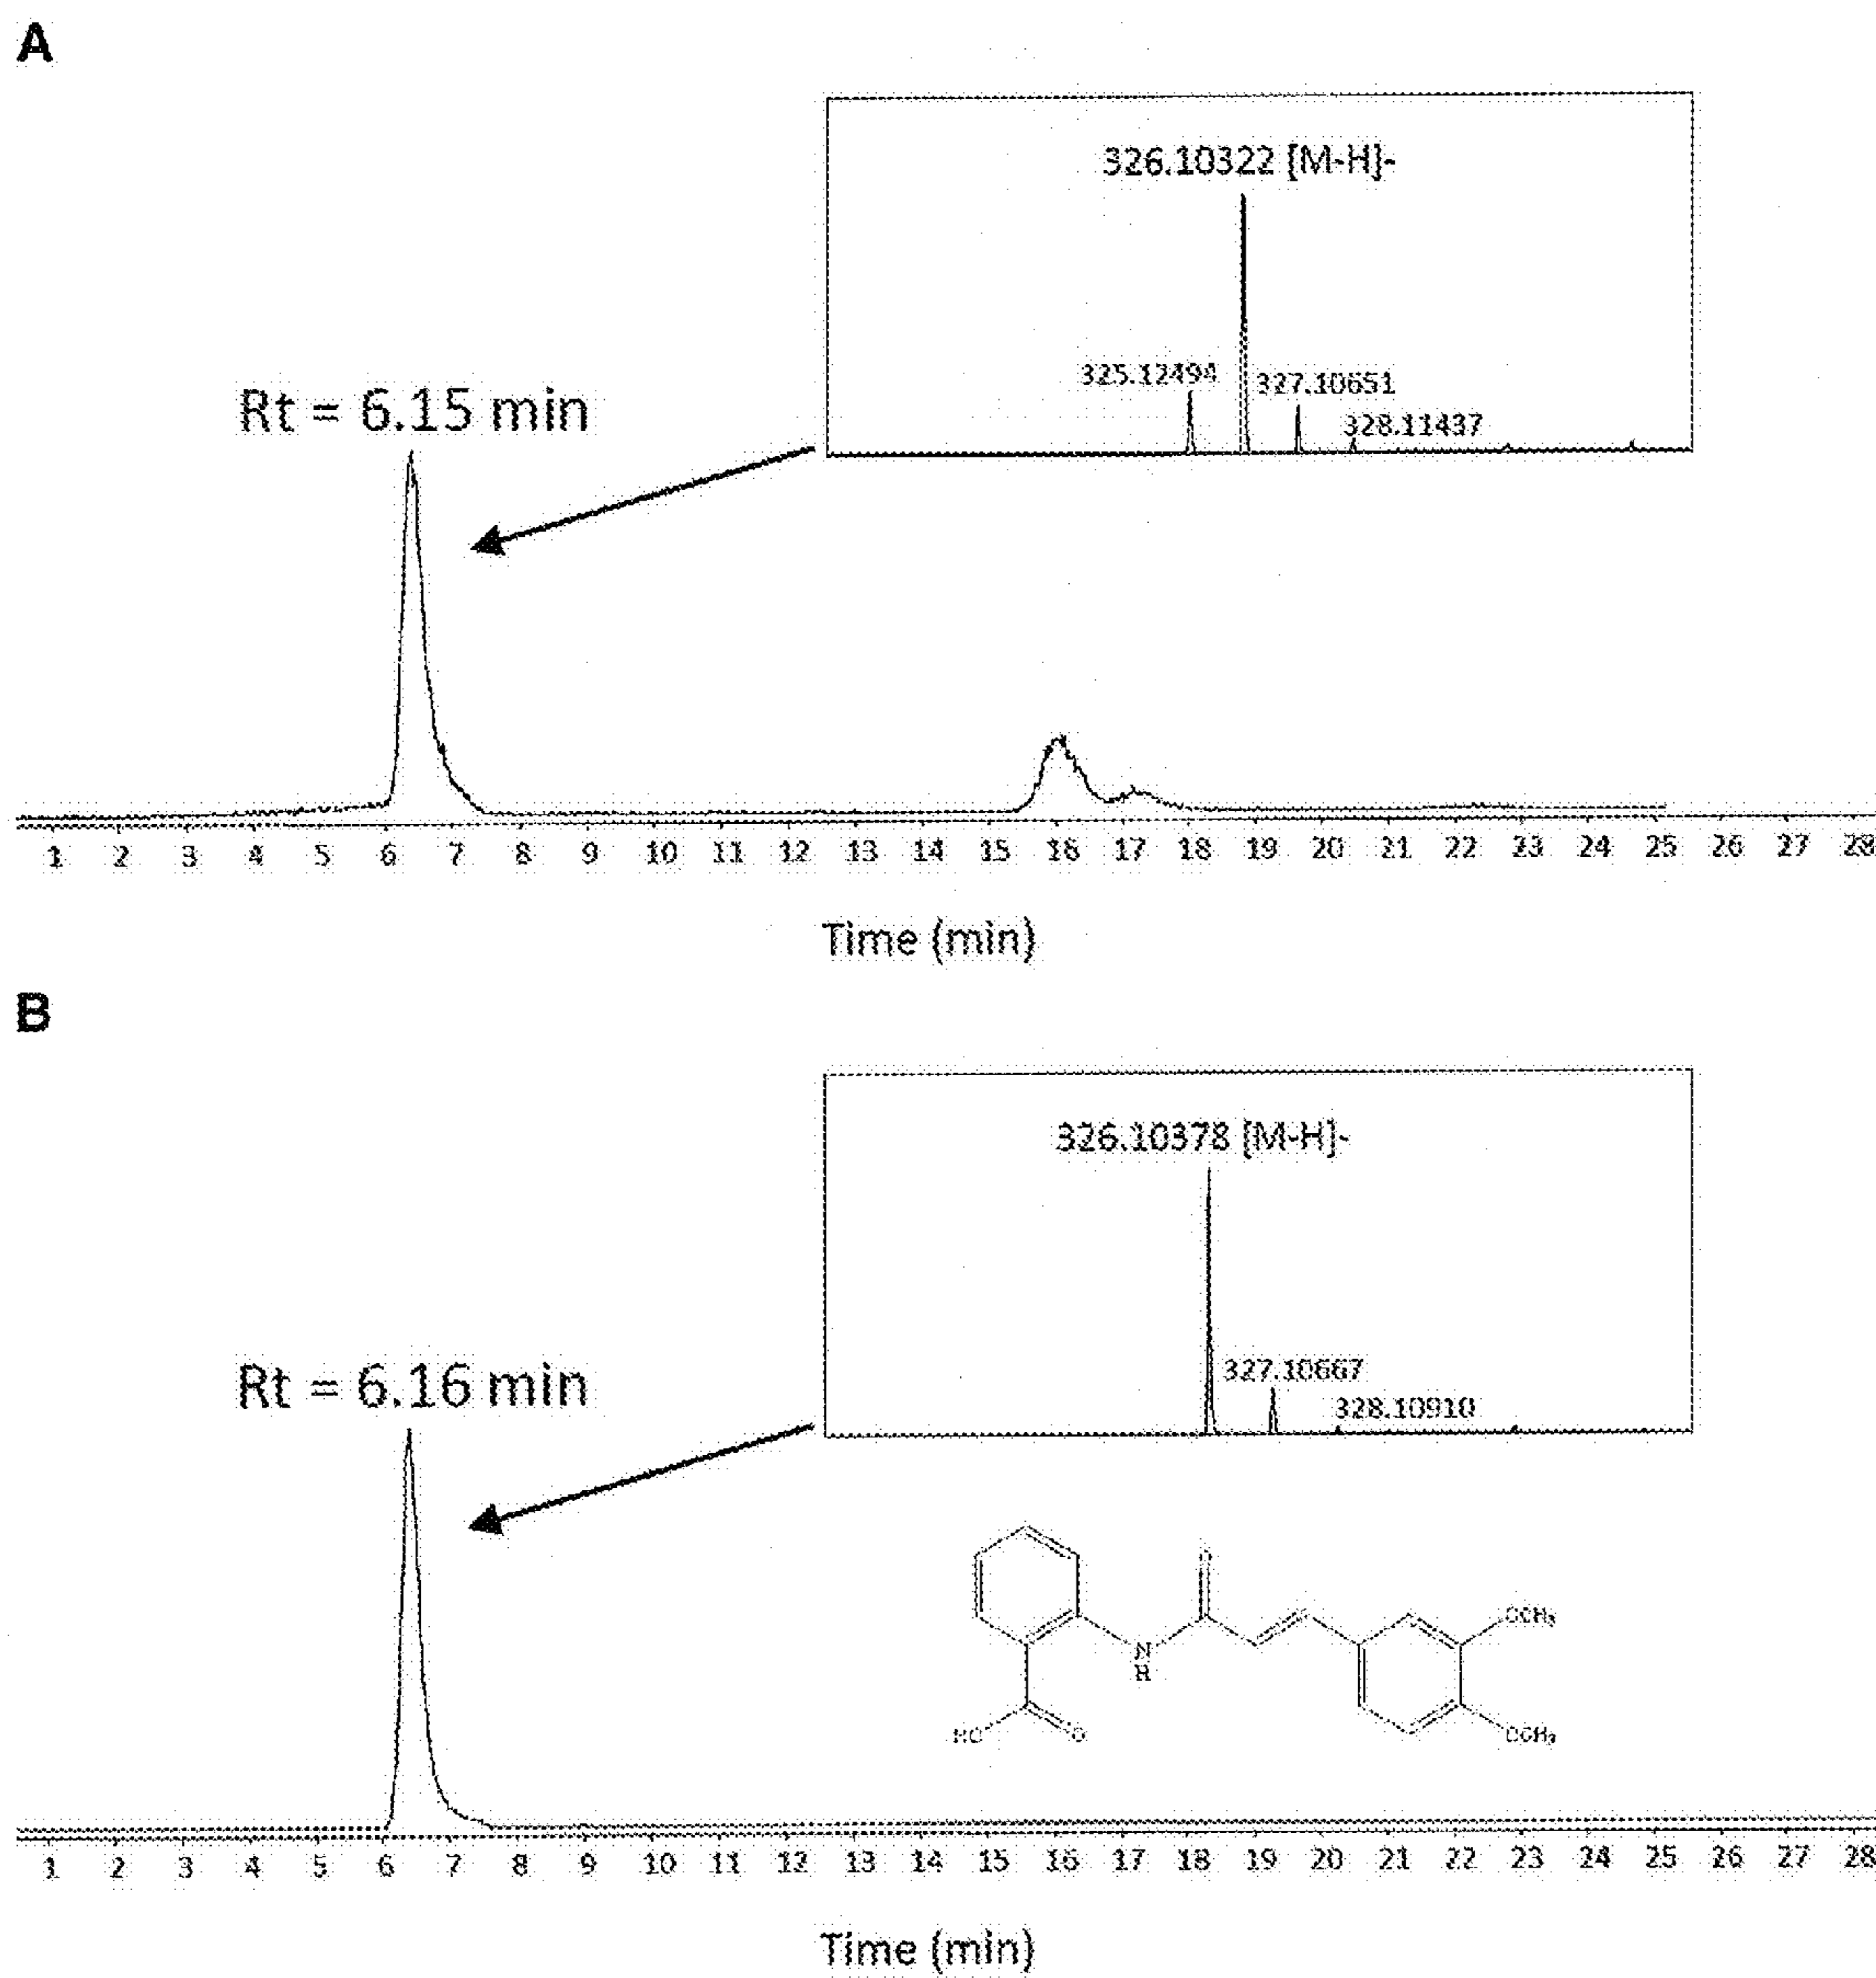 A
326.10322 [M-H]-
325.12494
327.10651
328.11437
Rt = 6.15 min
1 2 3 4 5 6 7 8 9 10 11 12 13 14 15 16 17 18 19 20 21 22 23 24 25 26 27 28
Time (min)
B
326.10378 [M-H]-
327.10667
328.10910
Rt = 6.16 min
O
OCH₃
N
H
HO
O
OCH₃
1 2 3 4 5 6 7 8 9 10 11 12 13 14 15 16 17 18 19 20 21 22 23 24 25 26 27 28
Time (min)